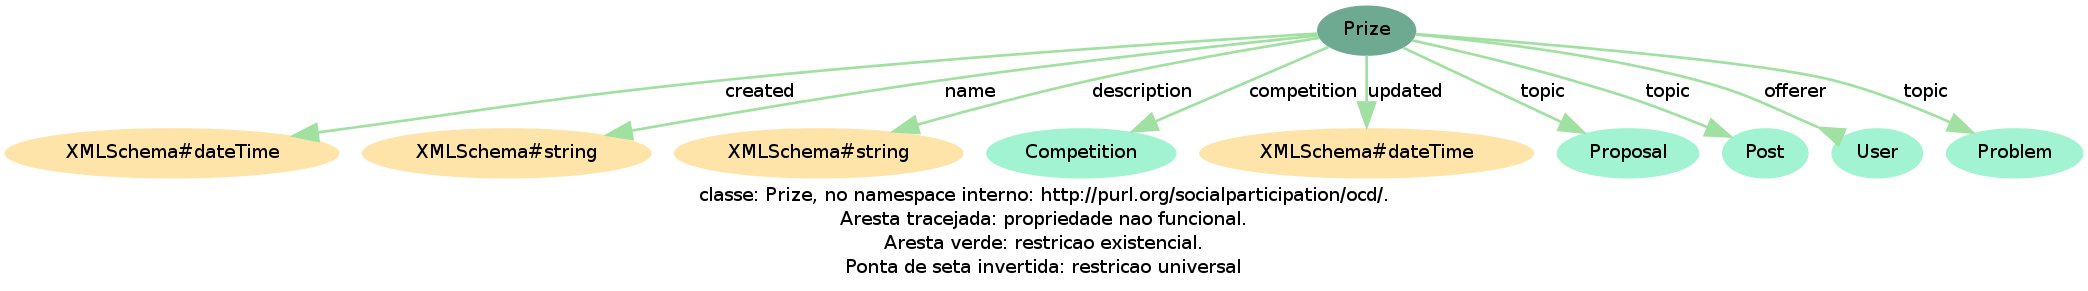 Prize
created
name
description
competition
updated
topic
topic
offerer
topic
XMLSchema#dateTime
XMLSchema#string
XMLSchema#string
Competition
XMLSchema#dateTime
Proposal
Post
User
Problem
classe: Prize, no namespace interno: http://purl.org/socialparticipation/ocd/.
Aresta tracejada: propriedade nao funcional.
Aresta verde: restricao existencial.
Ponta de seta invertida: restricao universal